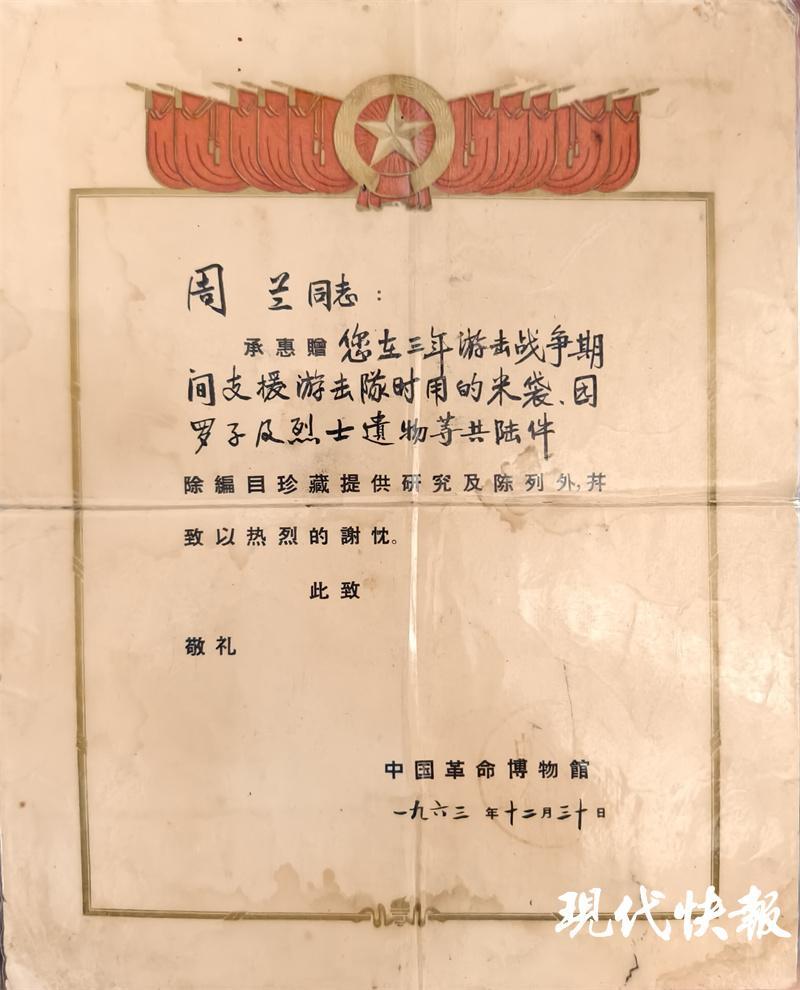 周兰同志：
承惠贈您在三年游击战争期
间支援游击隊时用的米袋、因
罗子及烈士遺物等共陆件
除編目珍藏提供研究及陈列外,并
致以热烈的謝忱。
此致
敬礼
中国革命博物館
一九六三年十二月三十日
现代快報